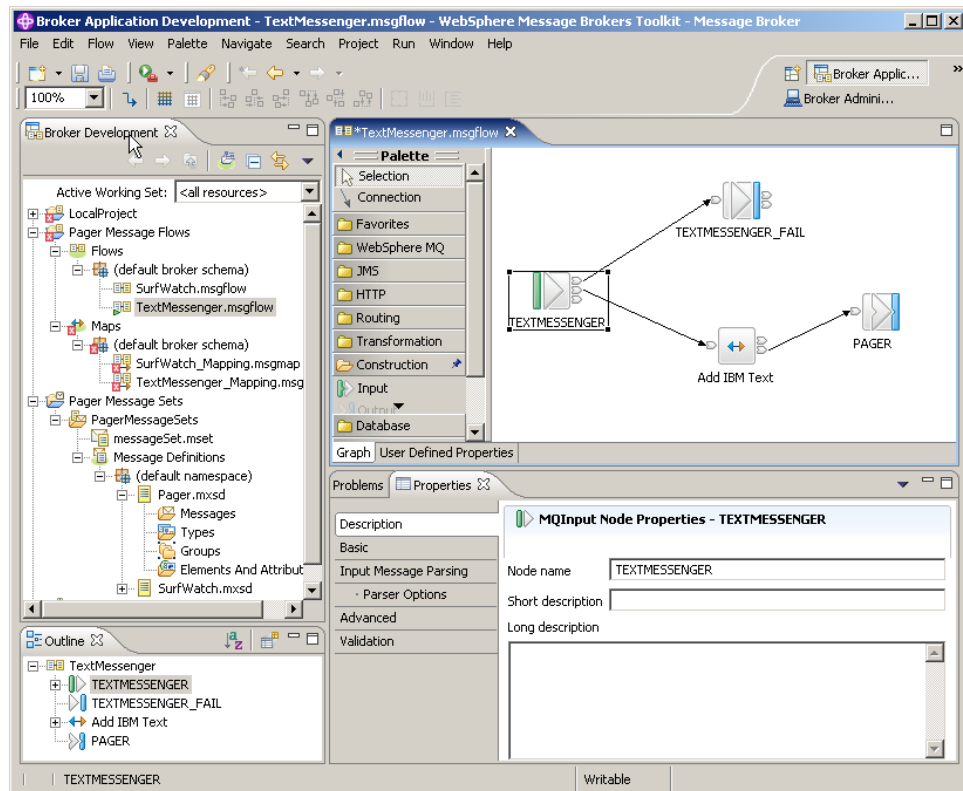 Broker Application Development - TextMessenger.msgflow - WebSphere Message Brokers Toolkit - Message Broker
File Edit Flow View Palette Navigate Search Project Run Window Help
Broker Applic...
100%
Broker Admini...
Broker Development
Active Working Set: <all resources>
LocalProject
Pager Message Flows
Flows
(default broker schema)
SurfWatch.msgflow
TextMessenger.msgflow
Maps
(default broker schema)
SurfWatch_Mapping.msgmap
TextMessenger_Mapping.msg
Pager Message Sets
PagerMessageSets
messageSet.mset
Message Definitions
(default namespace)
Pager.mxsd
Messages
Types
Groups
Elements And Attribut
SurfWatch.mxsd
*TextMessenger.msgflow
Palette
Selection
Connection
Favorites
WebSphere MQ
JMS
HTTP
Routing
Transformation
Construction
Input
Output
Database
TEXTMESSENGER_FAIL
TEXTMESSENGER
PAGER
Add IBM Text
Graph User Defined Properties
Outline
TextMessenger
TEXTMESSENGER
TEXTMESSENGER_FAIL
Add IBM Text
PAGER
Problems Properties
Description
Basic
Input Message Parsing
Parser Options
Advanced
Validation
MQInput Node Properties - TEXTMESSENGER
Node name TEXTMESSENGER
Short description
Long description
TEXTMESSENGER
Writable